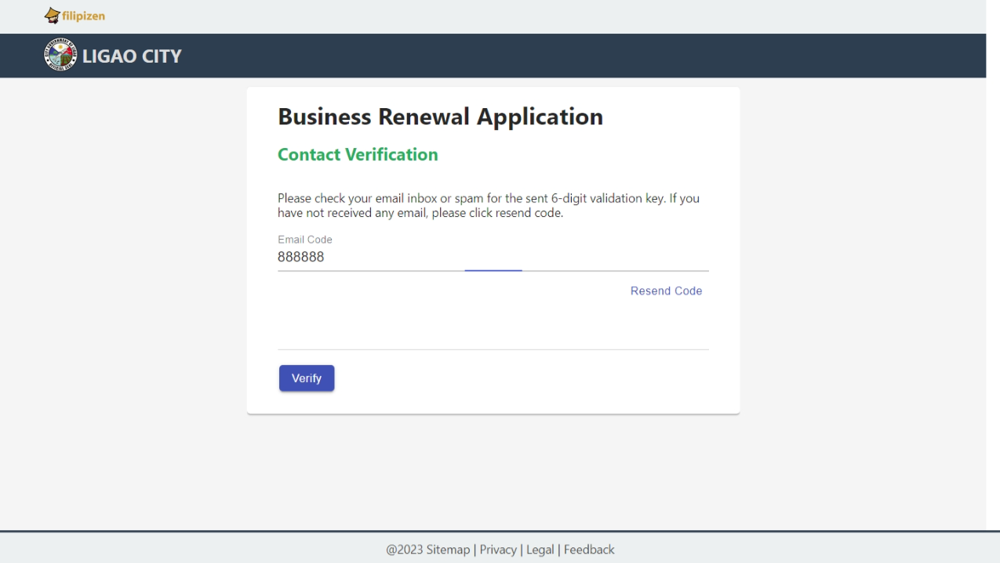 filipizen
LIGAO CITY
Business Renewal Application
Contact Verification
Please check your email inbox or spam for the sent 6-digit validation key. If you
have not received any email, please click resend code.
Email Code
888888
Resend Code
Verify
@2023 Sitemap | Privacy | Legal | Feedback